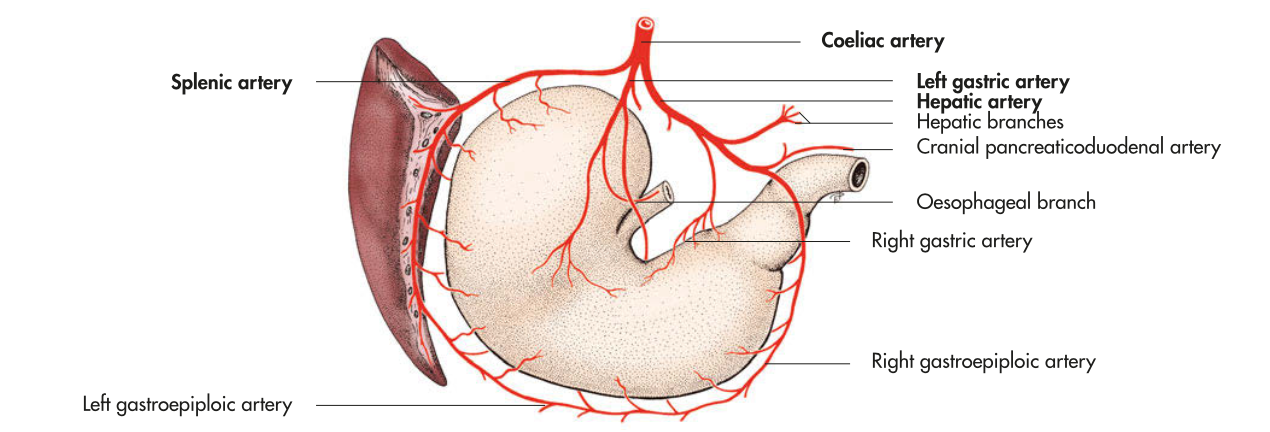 Coeliac artery
Splenic artery
Left gastric artery
Hepatic artery
Hepatic branches
Cranial pancreaticoduodenal artery
Oesophageal branch
Right gastric artery
Right gastroepiploic artery
Left gastroepiploic artery